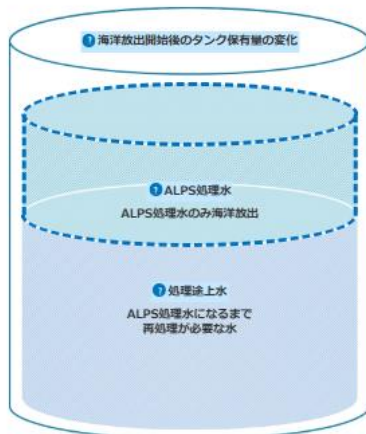 ? 海洋放出開始後のタンク保有量の変化
? ALPS処理水
ALPS処理水のみ海洋放出
? 処理途上水
ALPS処理水になるまで
再処理が必要な水